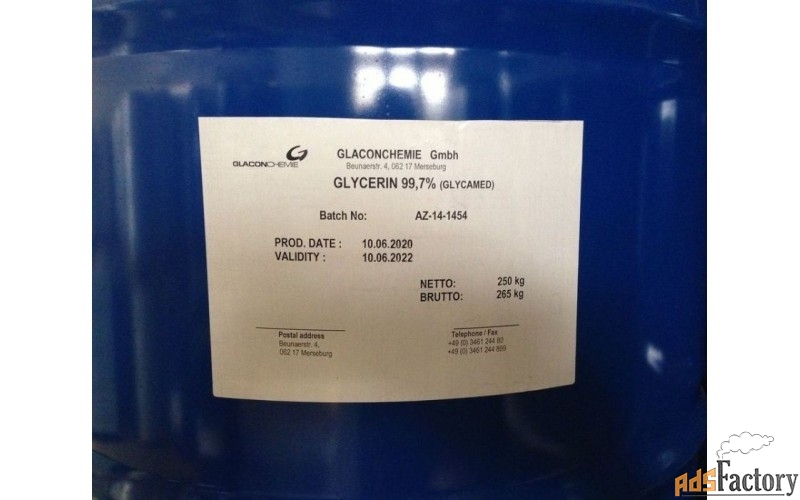 GLACONCHEMIE
GLACONCHEMIE Gmbh
Beunaerstr. 4, 062 17 Merseburg
GLYCERIN 99,7% (GLYCAMED)
Batch No: AZ-14-1454
PROD. DATE : 10.06.2020
VALIDITY : 10.06.2022
NETTO: 250 kg
BRUTTO: 265 kg
Postal address
Beunaerstr. 4,
062 17 Merseburg
Telephone / Fax
+49 (0) 3461 244 80
+49 (0) 3461 244 869
adsFactory